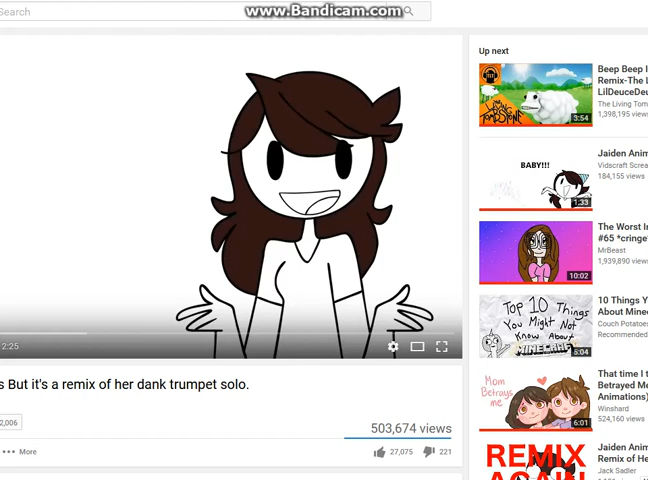 Search
www.Bandicam.com
2:25
s But it's a remix of her dank trumpet solo.
2,006
503,674 views
••• More
27,075
221
Up next
3:54
Beep Beep I
Remix-The L
LilDeuceDeu
The Living Tom
1,398,195 views
BABY!!!
1:33
Jaiden Anim
Vidscraft Screa
184,155 views
10:02
The Worst In
#65 *cringe*
MrBeast
1,939,890 views
TOP 10 Things
You Might Not
Know About
MINECRAFT
5:04
10 Things Y
About Mine
Couch Potatoes
Recommended
Mom
Betrays
me
6:01
That time I t
Betrayed Me
Animations)
Winshard
524,160 views
REMIX
AGAIN
Jaiden Anim
Remix of He
Jack Sadler